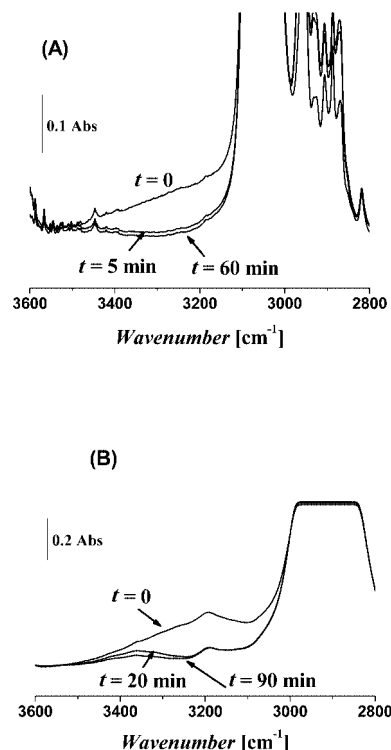 (A)
0.1 Abs
t = 0
t = 5 min
t = 60 min
3600 3400 3200 3000 2800
Wavenumber [cm-1]
(B)
0.2 Abs
t = 0
t = 20 min
t = 90 min
3600 3400 3200 3000 2800
Wavenumber [cm-1]